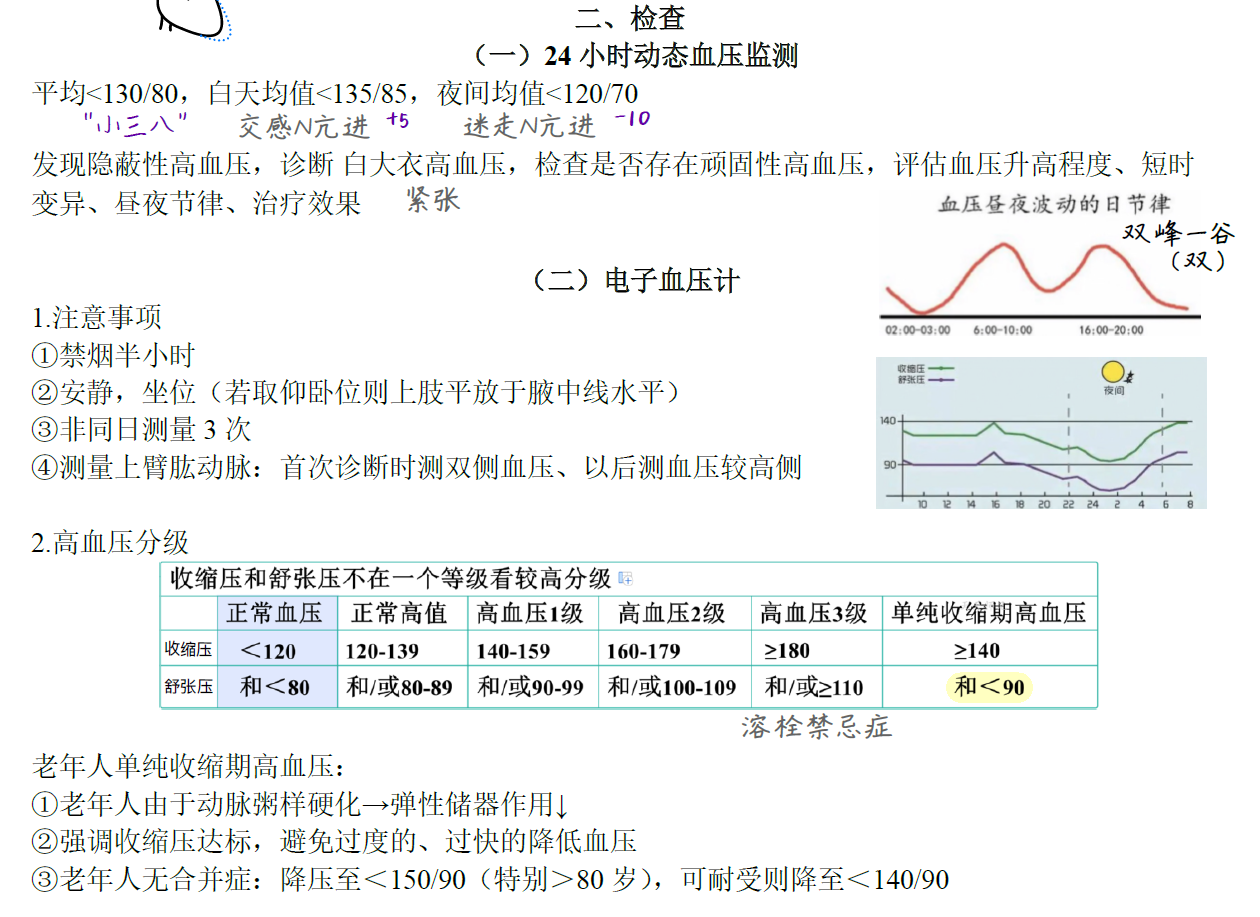 二、检查
（一）24 小时动态血压监测
平均<130/80，白天均值<135/85，夜间均值<120/70
"小三八" 交感N亢进 +5 迷走N亢进 -10
发现隐蔽性高血压，诊断 白大衣高血压，检查是否存在顽固性高血压，评估血压升高程度、短时
变异、昼夜节律、治疗效果 紧张
血压昼夜波动的日节律
双峰一谷
（双）
02:00-03:00 6:00-10:00 16:00-20:00
（二）电子血压计
1.注意事项
①禁烟半小时
②安静，坐位（若取仰卧位则上肢平放于腋中线水平）
③非同日测量 3 次
④测量上臂肱动脉：首次诊断时测双侧血压、以后测血压较高侧
收缩压
舒张压
夜间
140
90
10 12 14 16 18 20 22 24 2 4 6 8
2.高血压分级
收缩压和舒张压不在一个等级看较高分级
正常血压 正常高值 高血压1级 高血压2级 高血压3级 单纯收缩期高血压
收缩压 ＜120 120-139 140-159 160-179 ≥180 ≥140
舒张压 和＜80 和/或80-89 和/或90-99 和/或100-109 和/或≥110 和＜90
溶栓禁忌症
老年人单纯收缩期高血压：
①老年人由于动脉粥样硬化→弹性储器作用↓
②强调收缩压达标，避免过度的、过快的降低血压
③老年人无合并症：降压至＜150/90（特别＞80 岁），可耐受则降至＜140/90